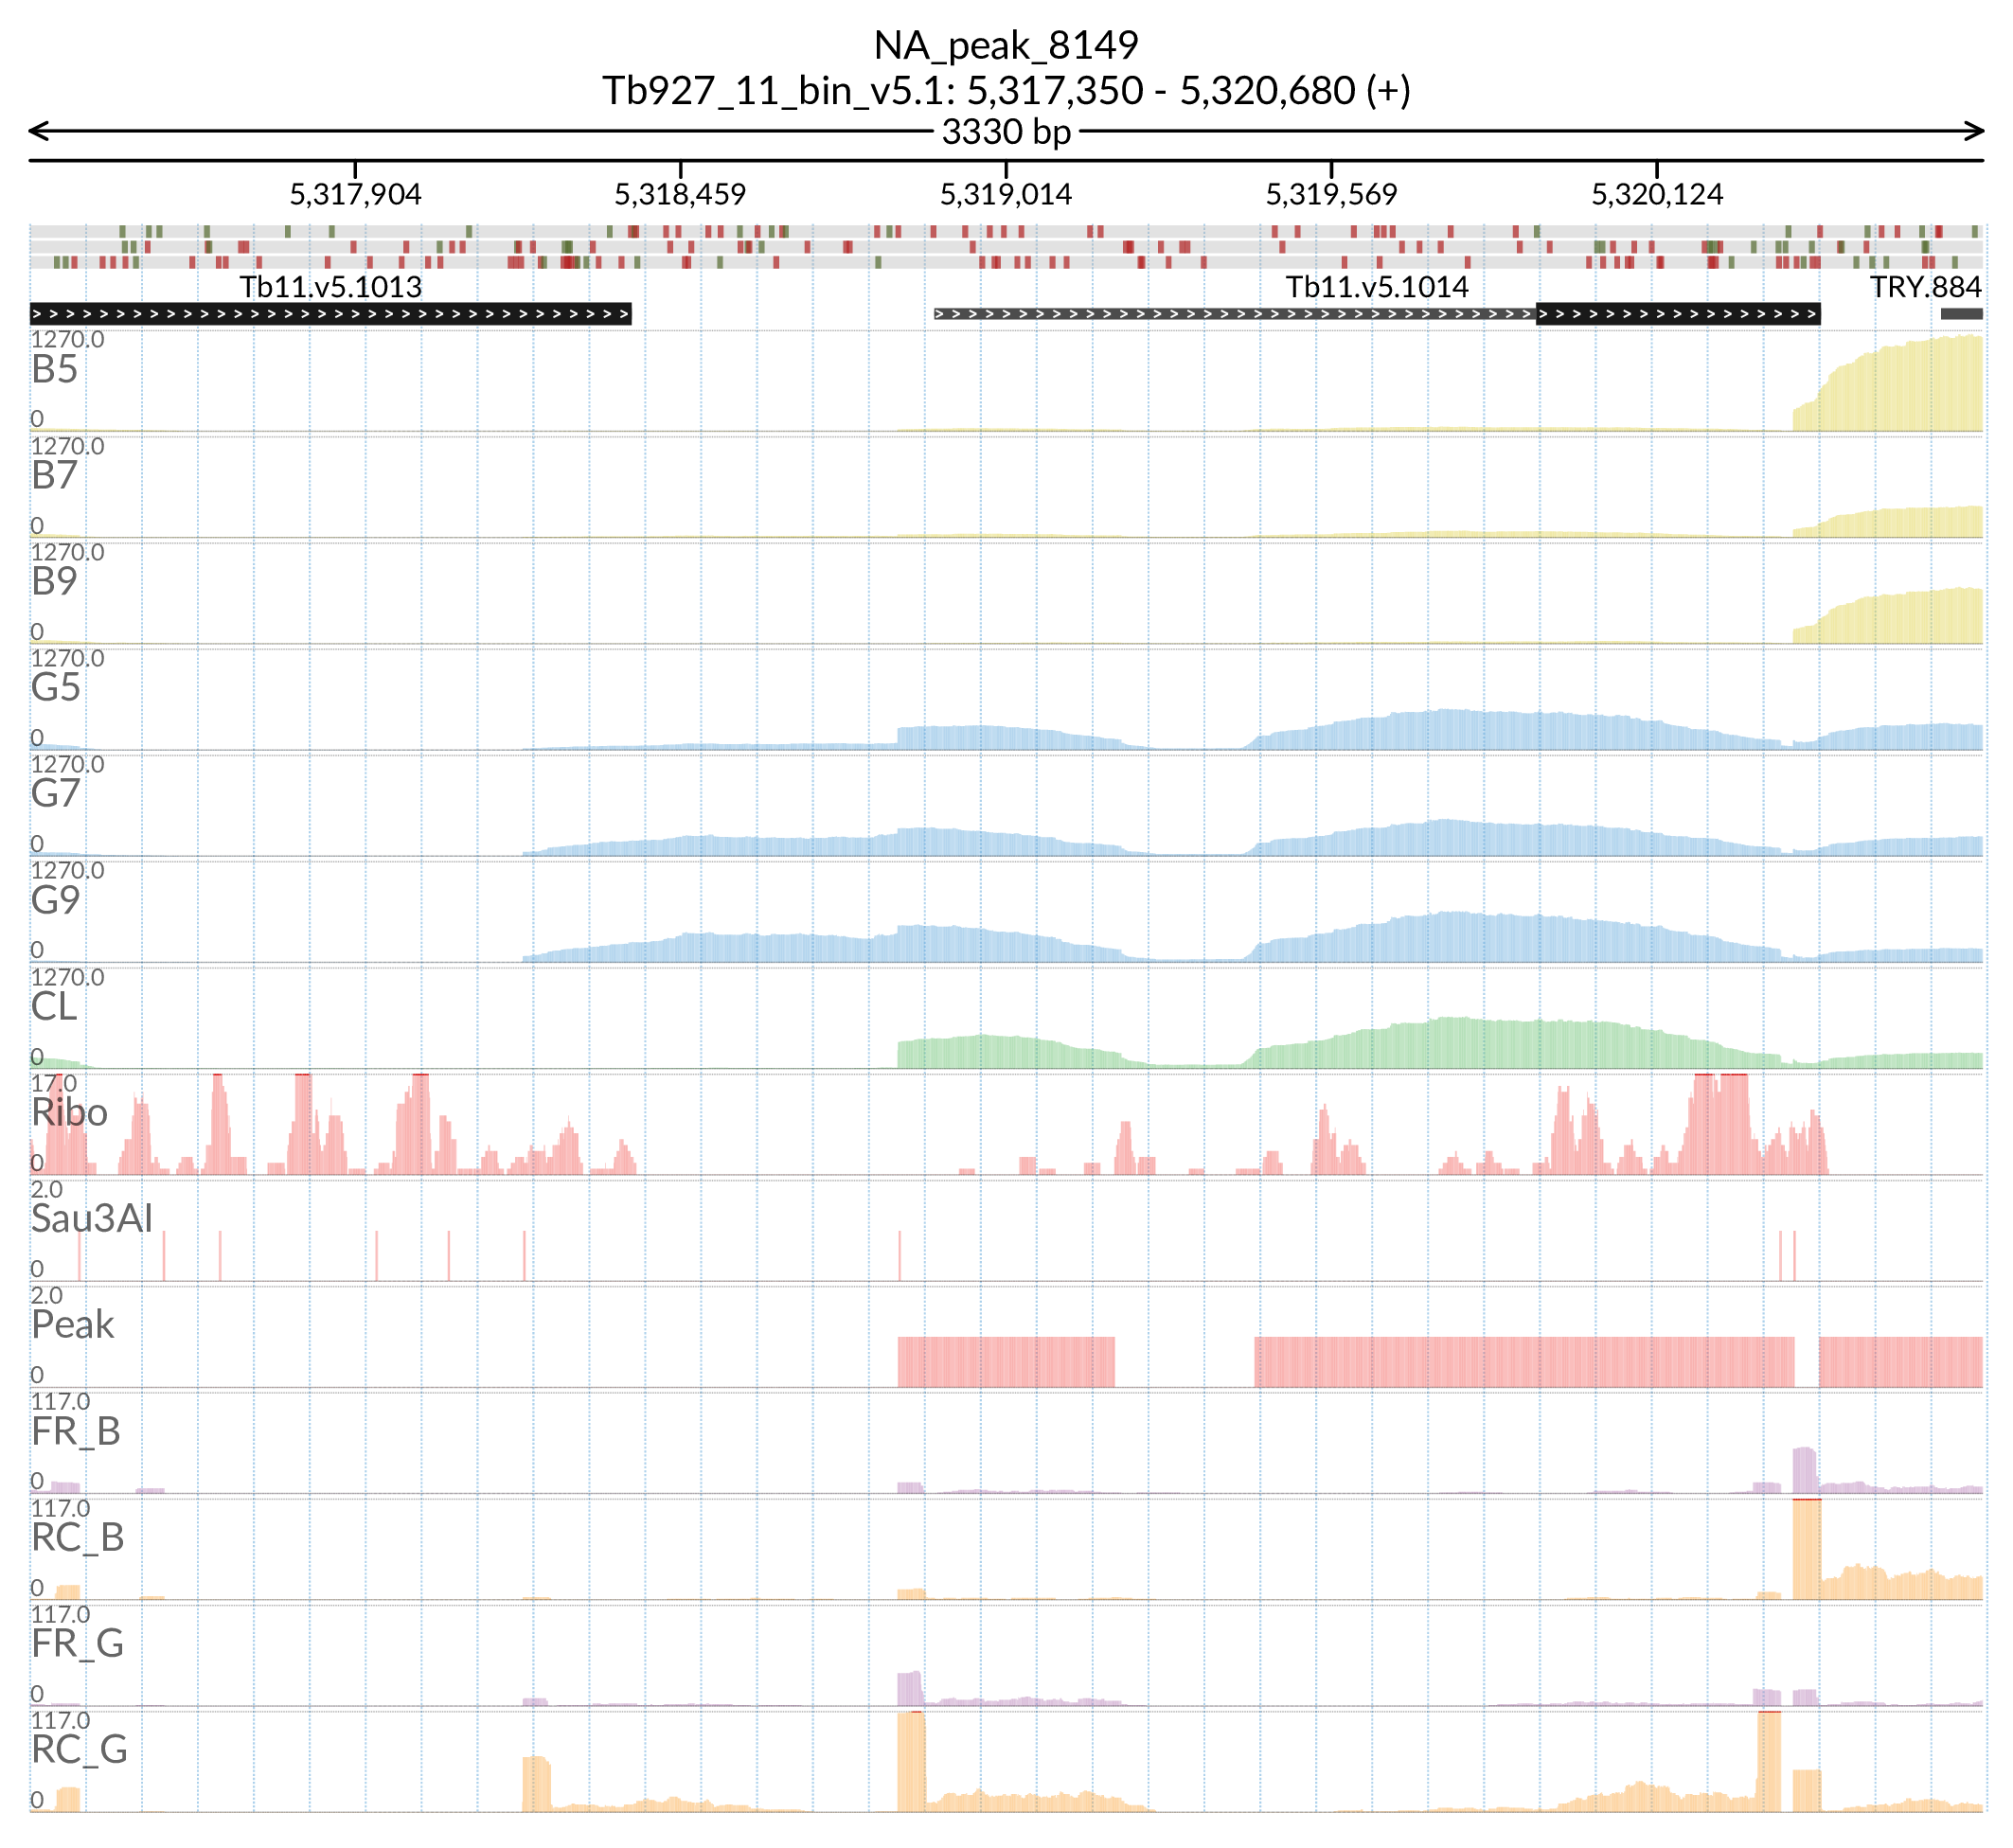 NA_peak_8149
Tb927_11_bin_v5.1: 5,317,350 - 5,320,680 (+)
3330 bp
5,317,904 5,318,459 5,319,014 5,319,569 5,320,124
Tb11.v5.1013 Tb11.v5.1014 TRY.884
1270.0
B5
0
1270.0
B7
0
1270.0
B9
0
1270.0
G5
0
1270.0
G7
0
1270.0
G9
0
1270.0
CL
0
17.0
Ribo
0
2.0
Sau3AI
0
2.0
Peak
0
117.0
FR_B
0
117.0
RC_B
0
117.0
FR_G
0
117.0
RC_G
0